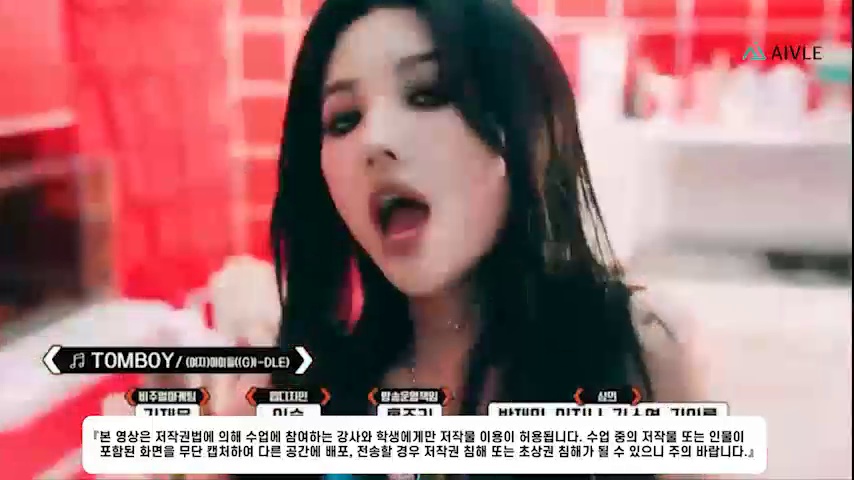 AIVLE
TOMBOY / (여자)아이들((G)I-DLE)
비주얼마케팅 웹디자인 방송운영책임 심의
『본 영상은 저작권법에 의해 수업에 참여하는 강사와 학생에게만 저작물 이용이 허용됩니다. 수업 중의 저작물 또는 인물이
포함된 화면을 무단 캡처하여 다른 공간에 배포, 전송할 경우 저작권 침해 또는 초상권 침해가 될 수 있으니 주의 바랍니다.』